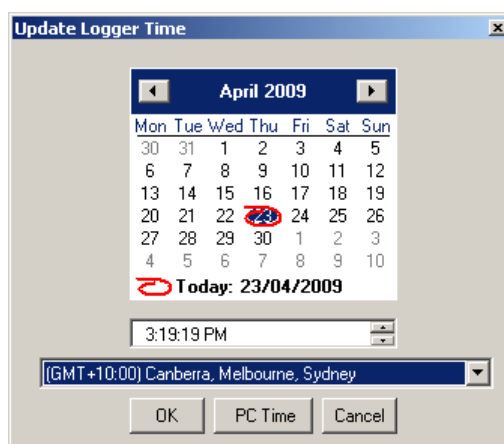 Update Logger Time
April 2009
Mon Tue Wed Thu Fri Sat Sun
30 31 1 2 3 4 5
6 7 8 9 10 11 12
13 14 15 16 17 18 19
20 21 22 23 24 25 26
27 28 29 30 1 2 3
4 5 6 7 8 9 10
Today: 23/04/2009
3:19:19 PM
(GMT+10:00) Canberra, Melbourne, Sydney
OK PC Time Cancel